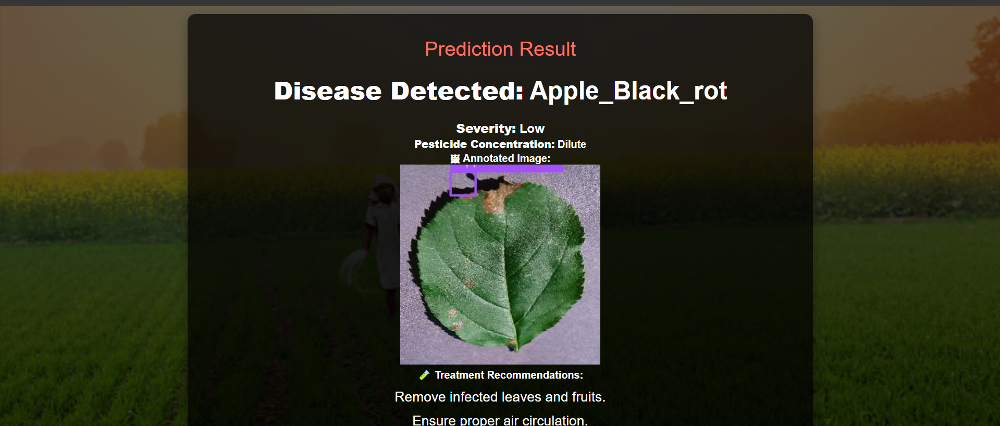 Prediction Result
Disease Detected: Apple_Black_rot
Severity: Low
Pesticide Concentration: Dilute
Annotated Image:
Treatment Recommendations:
Remove infected leaves and fruits.
Ensure proper air circulation.